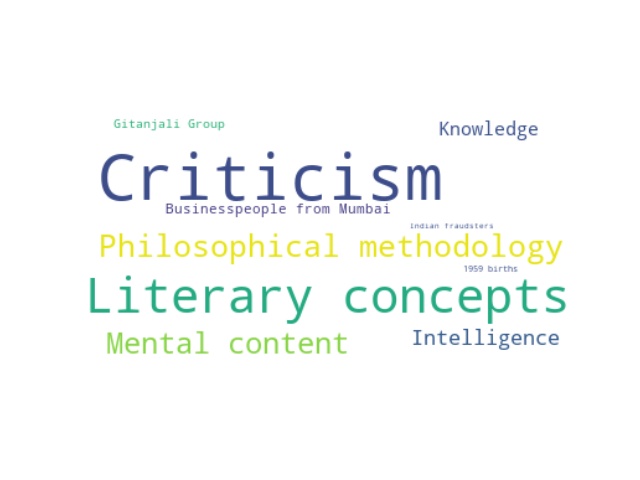 Gitanjali Group
Knowledge
Criticism
Businesspeople from Mumbai
Indian fraudsters
Philosophical methodology
1959 births
Literary concepts
Mental content
Intelligence